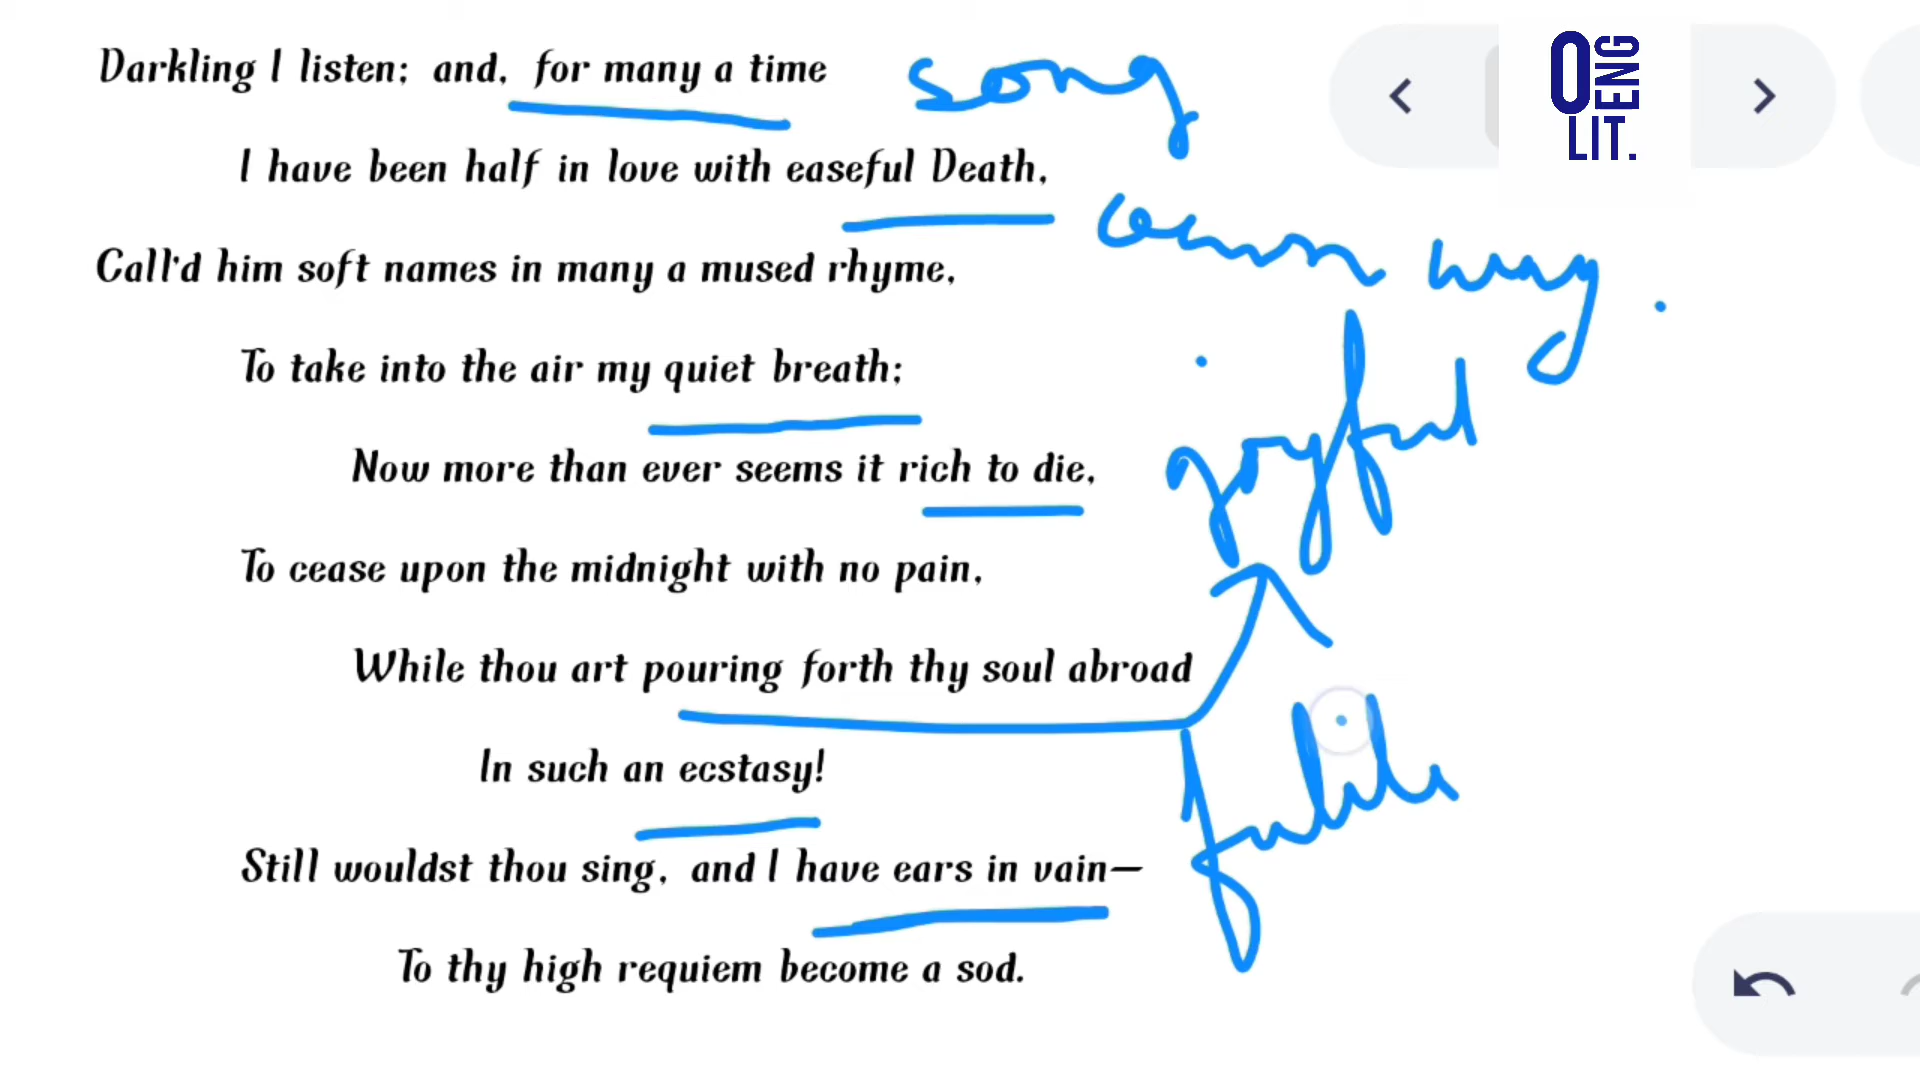 Darkling I listen; and, for many a time
song
I have been half in love with easeful Death,
way.
Call'd him soft names in many a mused rhyme,
To take into the air my quiet breath;
joyful
Now more than ever seems it rich to die,
To cease upon the midnight with no pain,
While thou art pouring forth thy soul abroad
In such an ecstasy!
Still wouldst thou sing, and I have ears in vain—
To thy high requiem become a sod.
O ENG
LIT.